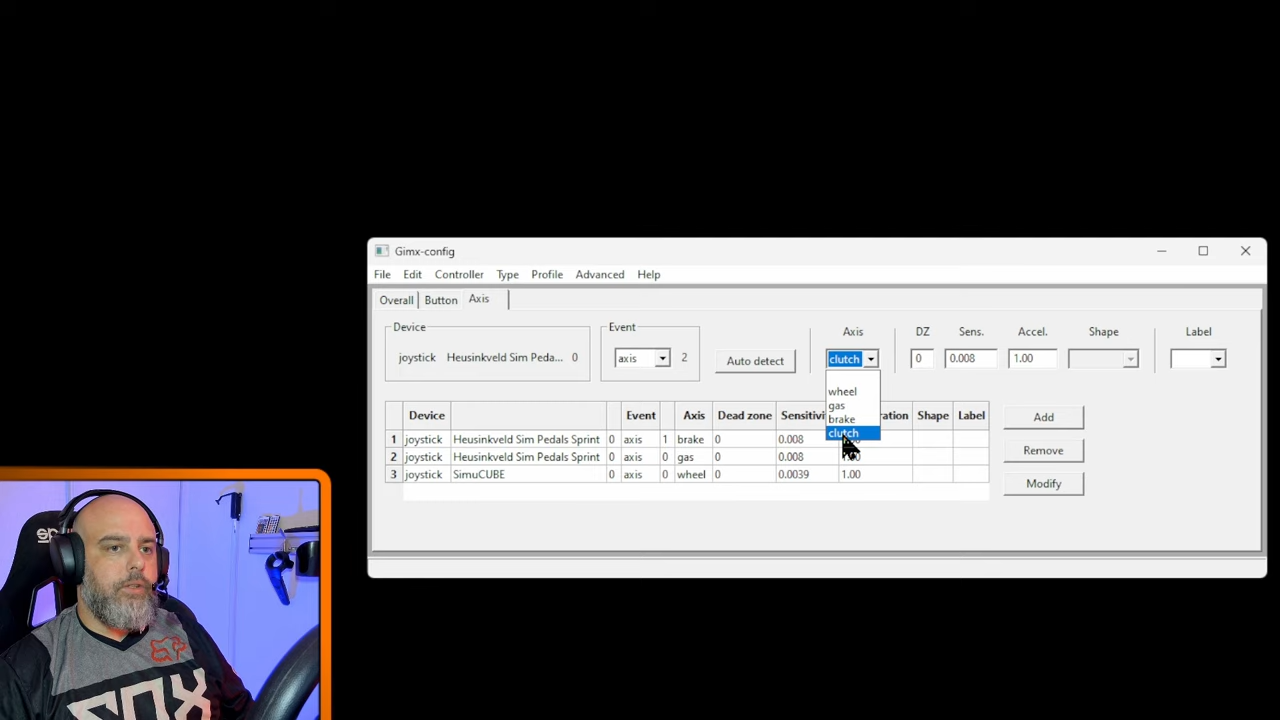 Gimx-config
File Edit Controller Type Profile Advanced Help
Overall Button Axis
Device Event Axis DZ Sens. Accel. Shape Label
joystick Heusinkveld Sim Peda... 0 axis 2 Auto detect clutch 0 0.008 1.00
wheel
gas
brake
clutch
Device Event Axis Dead zone Shape Label
1 joystick Heusinkveld Sim Pedals Sprint 0 axis 1 brake 0 0.008
2 joystick Heusinkveld Sim Pedals Sprint 0 axis 0 gas 0 0.008
3 joystick SimuCUBE 0 axis 0 wheel 0 0.0039 1.00
Add
Remove
Modify
FOX